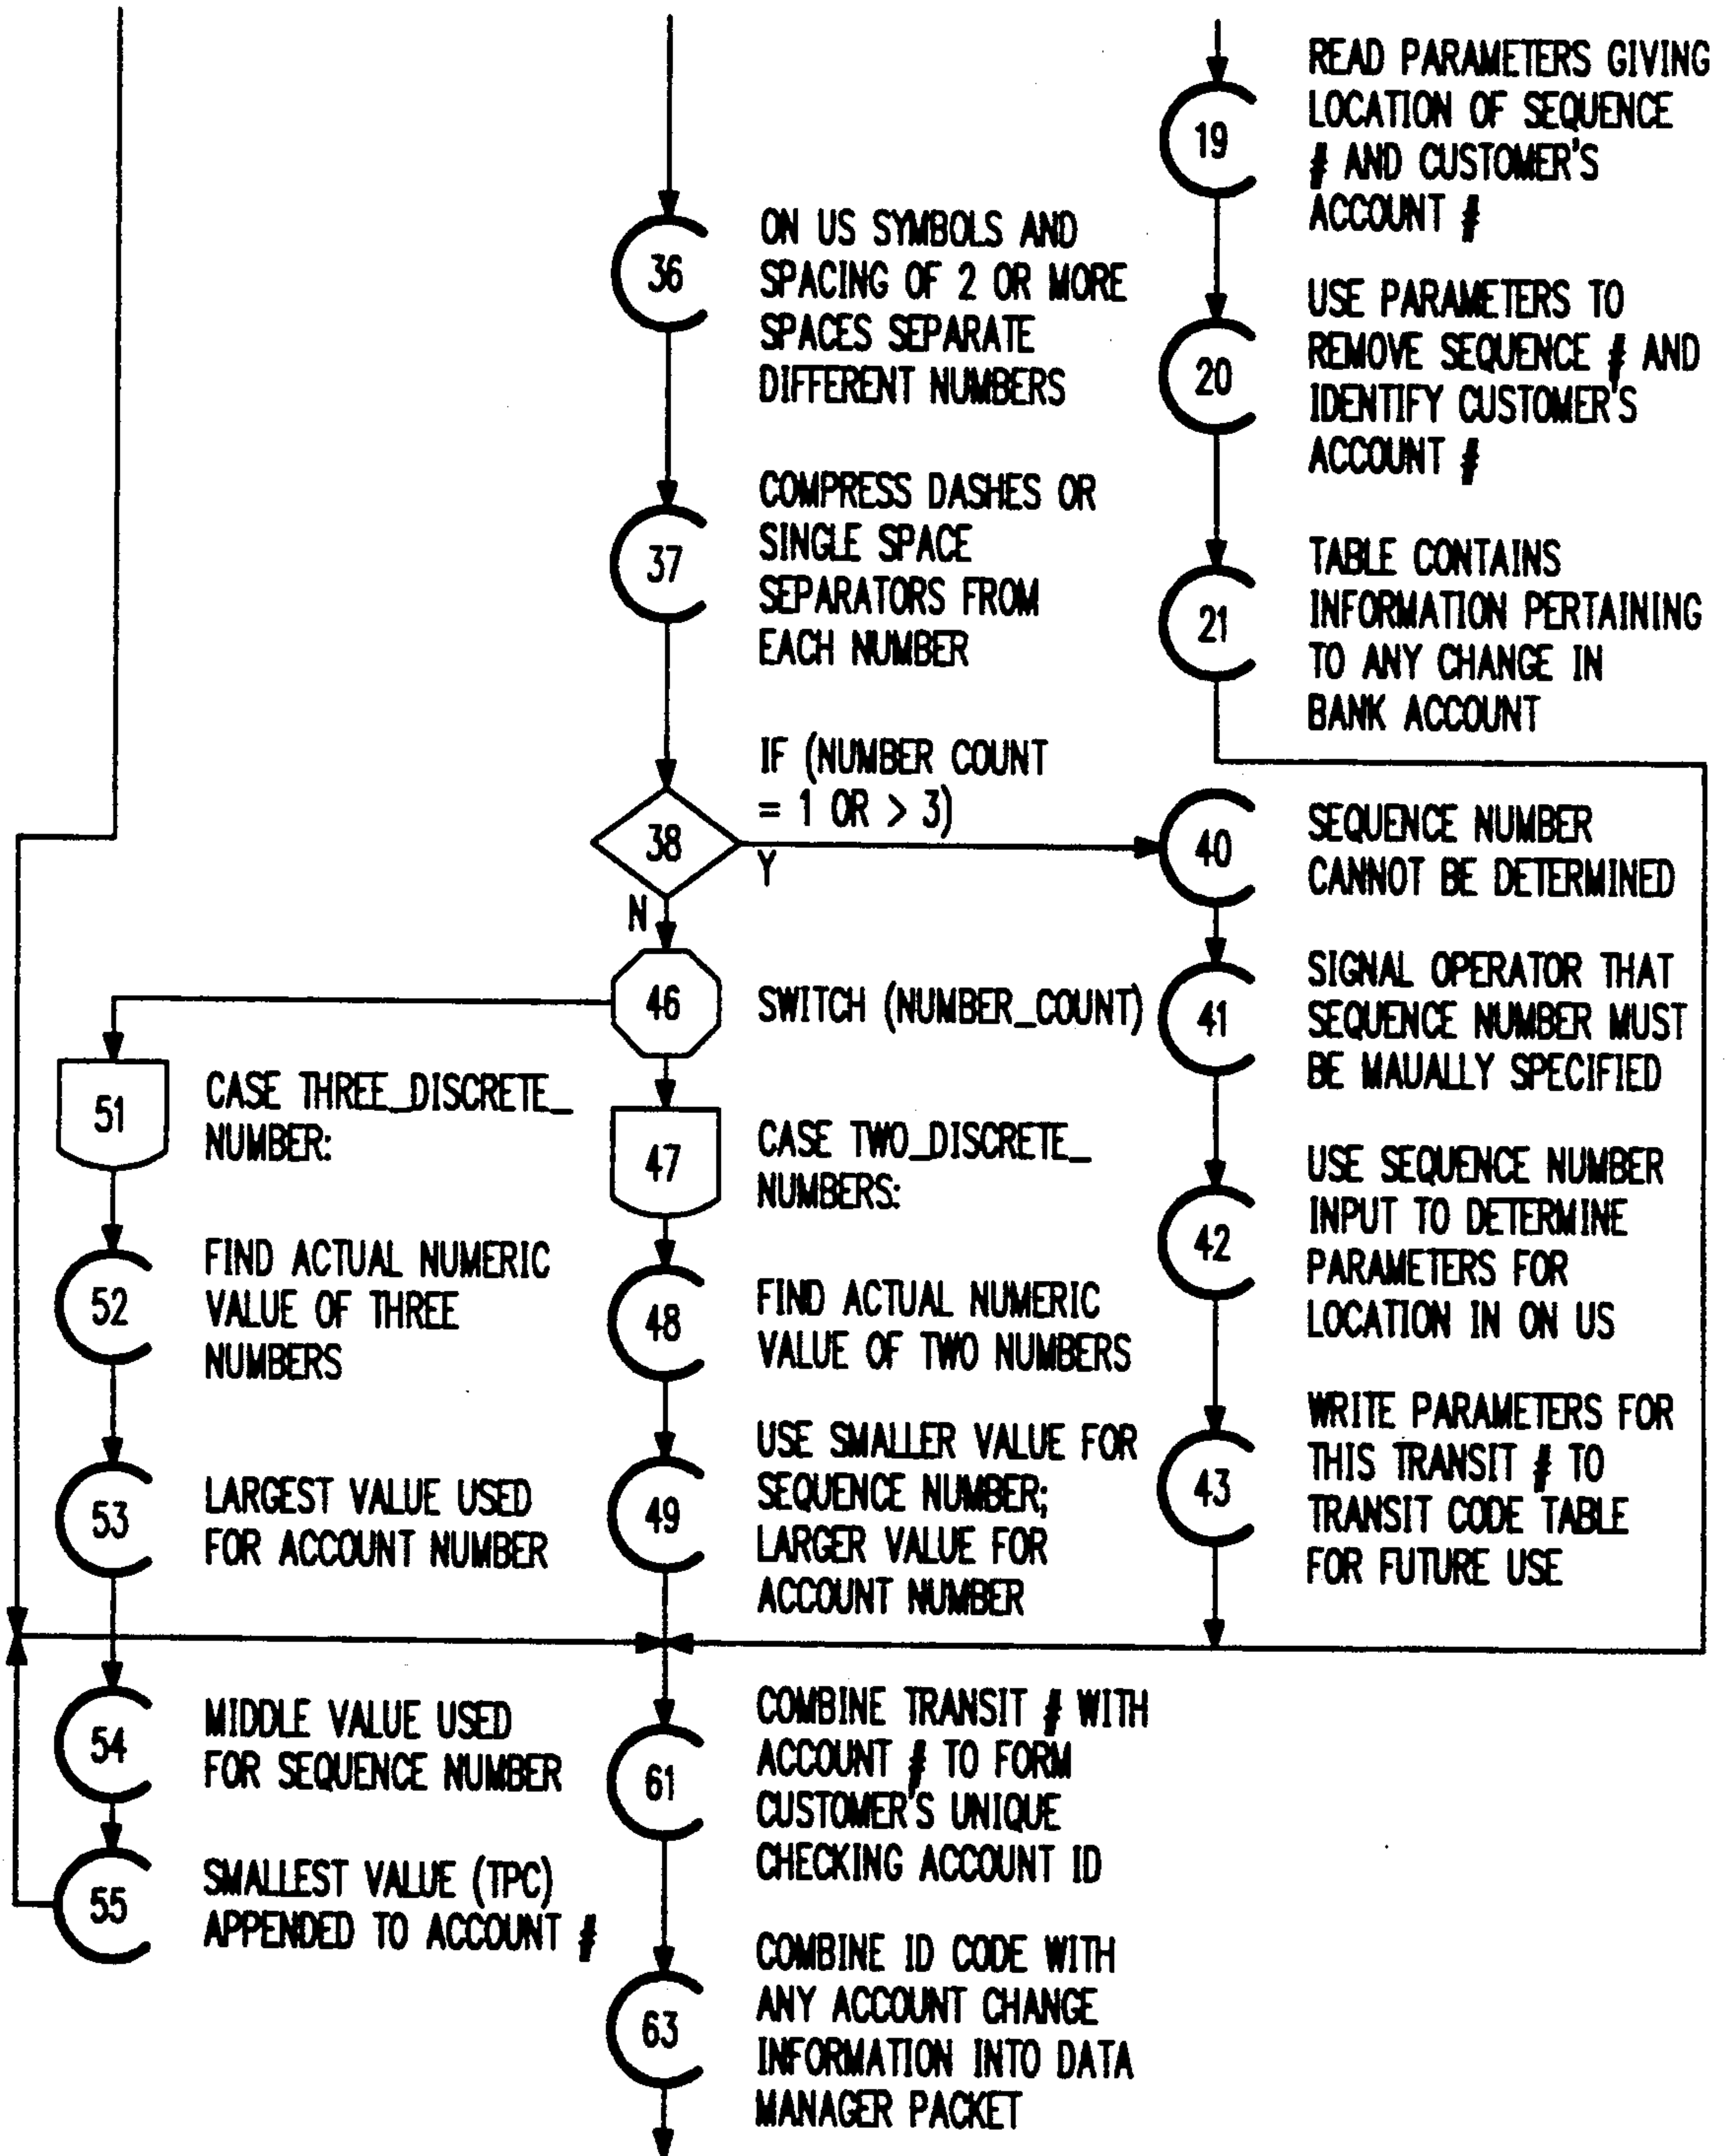 19
READ PARAMETERS GIVING
LOCATION OF SEQUENCE
# AND CUSTOMER'S
ACCOUNT #
36
ON US SYMBOLS AND
SPACING OF 2 OR MORE
SPACES SEPARATE
DIFFERENT NUMBERS
20
USE PARAMETERS TO
REMOVE SEQUENCE # AND
IDENTIFY CUSTOMER'S
ACCOUNT #
37
COMPRESS DASHES OR
SINGLE SPACE
SEPARATORS FROM
EACH NUMBER
21
TABLE CONTAINS
INFORMATION PERTAINING
TO ANY CHANGE IN
BANK ACCOUNT
38
IF (NUMBER COUNT
= 1 OR > 3)
Y
N
40
SEQUENCE NUMBER
CANNOT BE DETERMINED
46
SWITCH (NUMBER_COUNT)
41
SIGNAL OPERATOR THAT
SEQUENCE NUMBER MUST
BE MAUALLY SPECIFIED
51
CASE THREE_DISCRETE_
NUMBER:
47
CASE TWO_DISCRETE_
NUMBERS:
42
USE SEQUENCE NUMBER
INPUT TO DETERMINE
PARAMETERS FOR
LOCATION IN ON US
52
FIND ACTUAL NUMERIC
VALUE OF THREE
NUMBERS
48
FIND ACTUAL NUMERIC
VALUE OF TWO NUMBERS
43
WRITE PARAMETERS FOR
THIS TRANSIT # TO
TRANSIT CODE TABLE
FOR FUTURE USE
53
LARGEST VALUE USED
FOR ACCOUNT NUMBER
49
USE SMALLER VALUE FOR
SEQUENCE NUMBER;
LARGER VALUE FOR
ACCOUNT NUMBER
54
MIDDLE VALUE USED
FOR SEQUENCE NUMBER
61
COMBINE TRANSIT # WITH
ACCOUNT # TO FORM
CUSTOMER'S UNIQUE
CHECKING ACCOUNT ID
55
SMALLEST VALUE (TPC)
APPENDED TO ACCOUNT #
63
COMBINE ID CODE WITH
ANY ACCOUNT CHANGE
INFORMATION INTO DATA
MANAGER PACKET